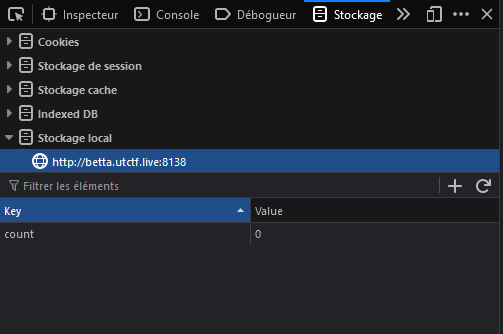 Inspecteur Console Débogueur Stockage
Cookies
Stockage de session
Stockage cache
Indexed DB
Stockage local
http://betta.utctf.live:8138
Filtrer les éléments
Key Value
count 0